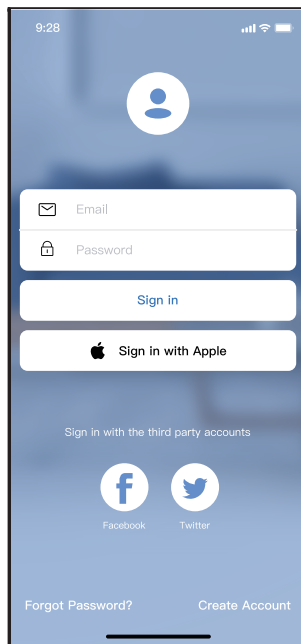 9:28
Email
Password
Sign in
Sign in with Apple
Sign in with the third party accounts
Facebook
Twitter
Forgot Password?
Create Account